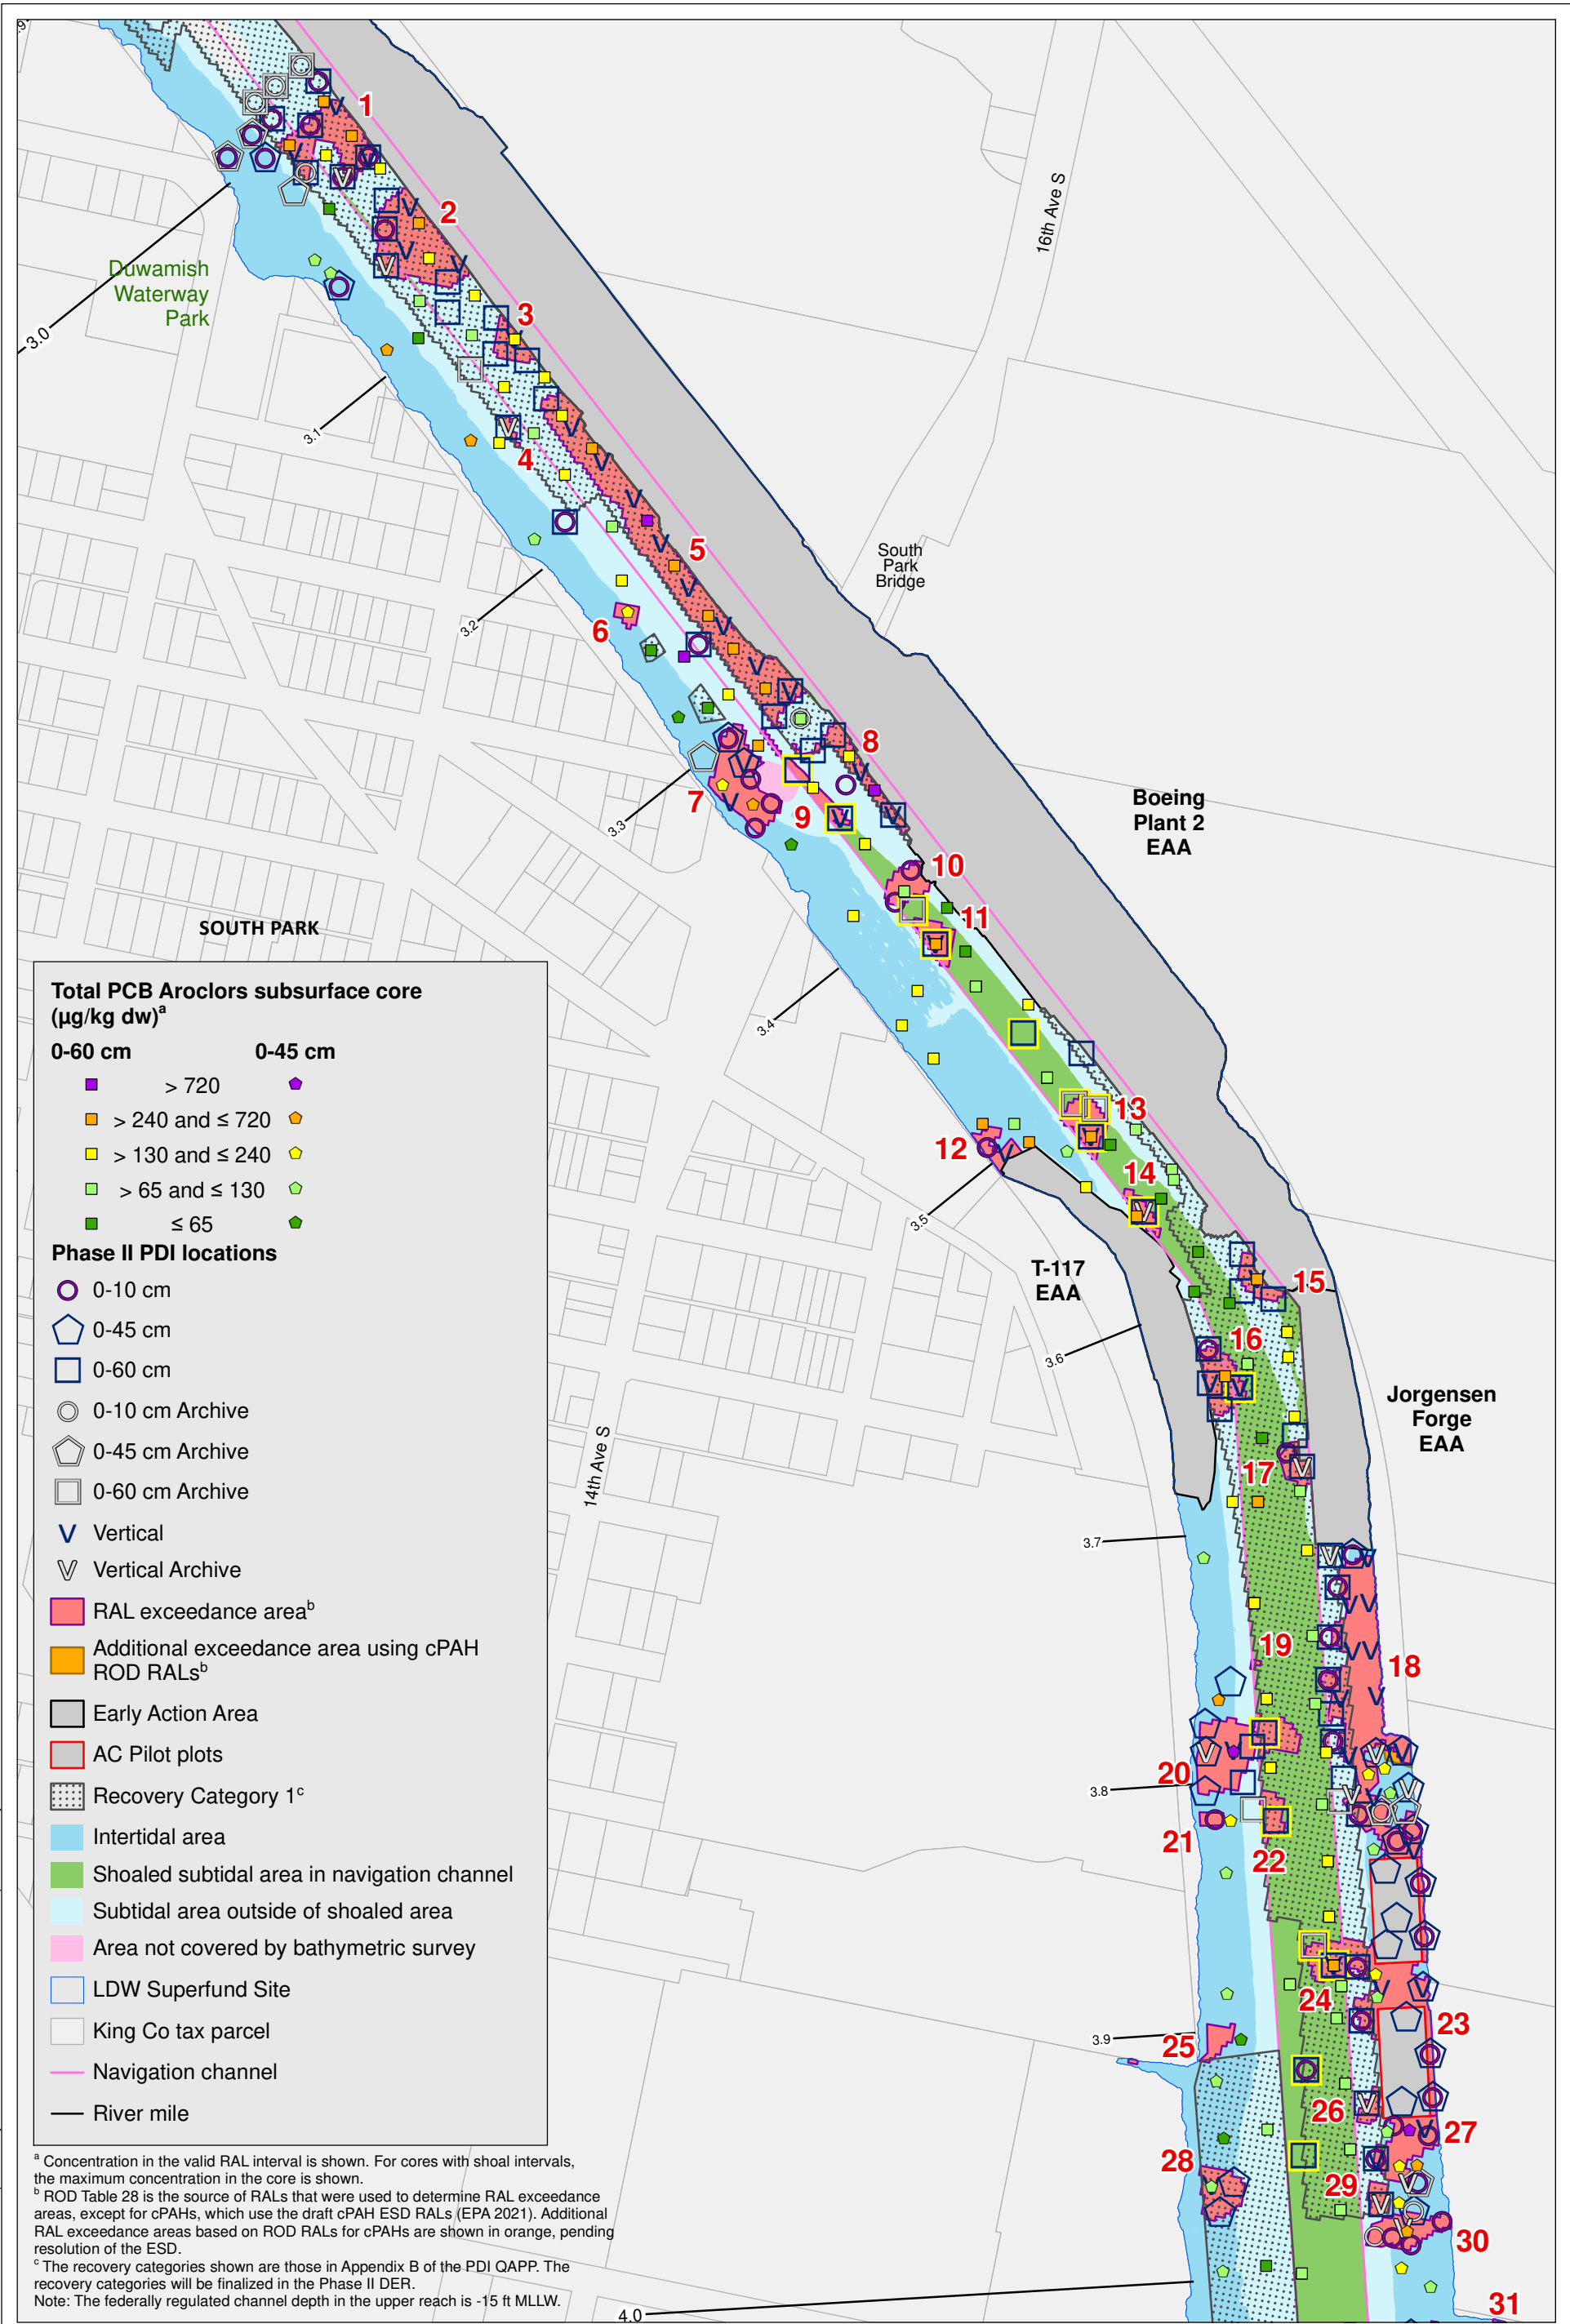 1
2
3
4
5
6
7
8
9
10
11
12
13
14
15
16
17
18
19
20
21
22
23
24
25
26
27
28
29
30
31
Duwamish
Waterway
Park
3.0
3.1
3.2
3.3
3.4
3.5
3.6
3.7
3.8
3.9
4.0
16th Ave S
South
Park
Bridge
Boeing
Plant 2
EAA
SOUTH PARK
T-117
EAA
Jorgensen
Forge
EAA
14th Ave S
Total PCB Aroclors subsurface core
(µg/kg dw)a
0-60 cm 0-45 cm
> 720
> 240 and ≤ 720
> 130 and ≤ 240
> 65 and ≤ 130
≤ 65
Phase II PDI locations
0-10 cm
0-45 cm
0-60 cm
0-10 cm Archive
0-45 cm Archive
0-60 cm Archive
V Vertical
V Vertical Archive
RAL exceedance areab
Additional exceedance area using cPAH
ROD RALsb
Early Action Area
AC Pilot plots
Recovery Category 1c
Intertidal area
Shoaled subtidal area in navigation channel
Subtidal area outside of shoaled area
Area not covered by bathymetric survey
LDW Superfund Site
King Co tax parcel
Navigation channel
River mile
a Concentration in the valid RAL interval is shown. For cores with shoal intervals,
the maximum concentration in the core is shown.
b ROD Table 28 is the source of RALs that were used to determine RAL exceedance
areas, except for cPAHs, which use the draft cPAH ESD RALs (EPA 2021). Additional
RAL exceedance areas based on ROD RALs for cPAHs are shown in orange, pending
resolution of the ESD.
c The recovery categories shown are those in Appendix B of the PDI QAPP. The
recovery categories will be finalized in the Phase II DER.
Note: The federally regulated channel depth in the upper reach is -15 ft MLLW.